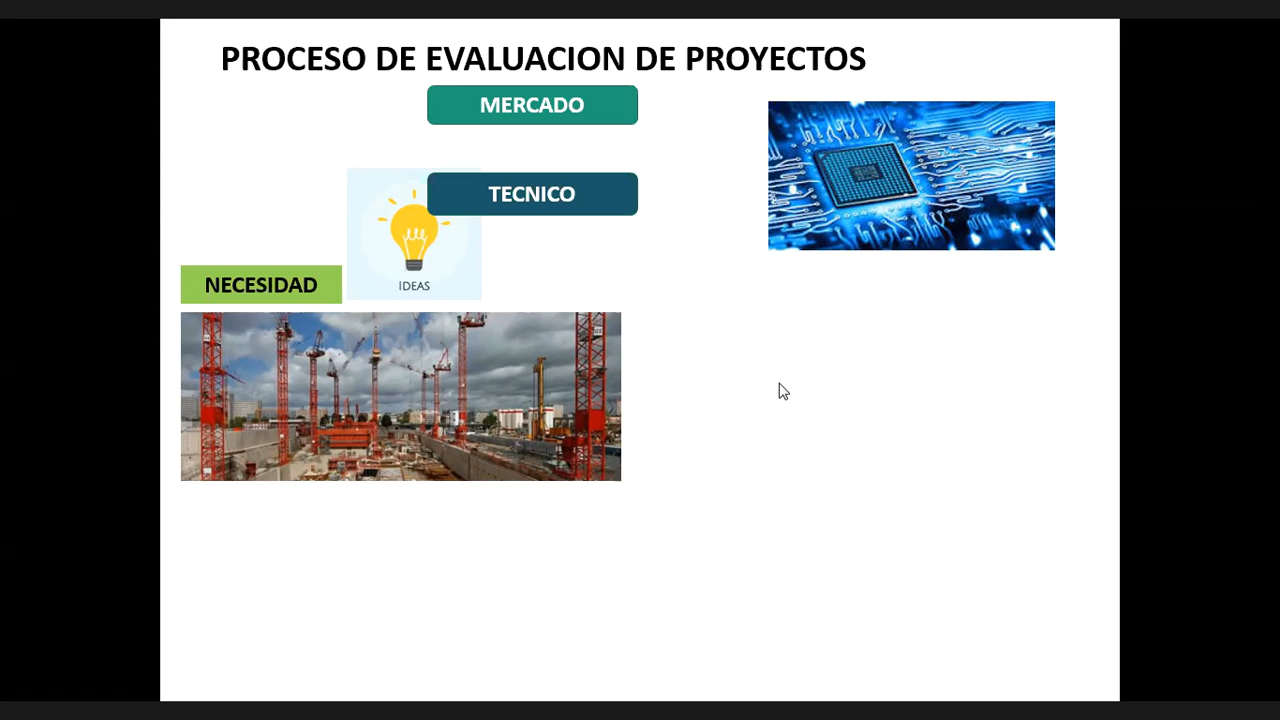 PROCESO DE EVALUACION DE PROYECTOS
MERCADO
TECNICO
IDEAS
NECESIDAD